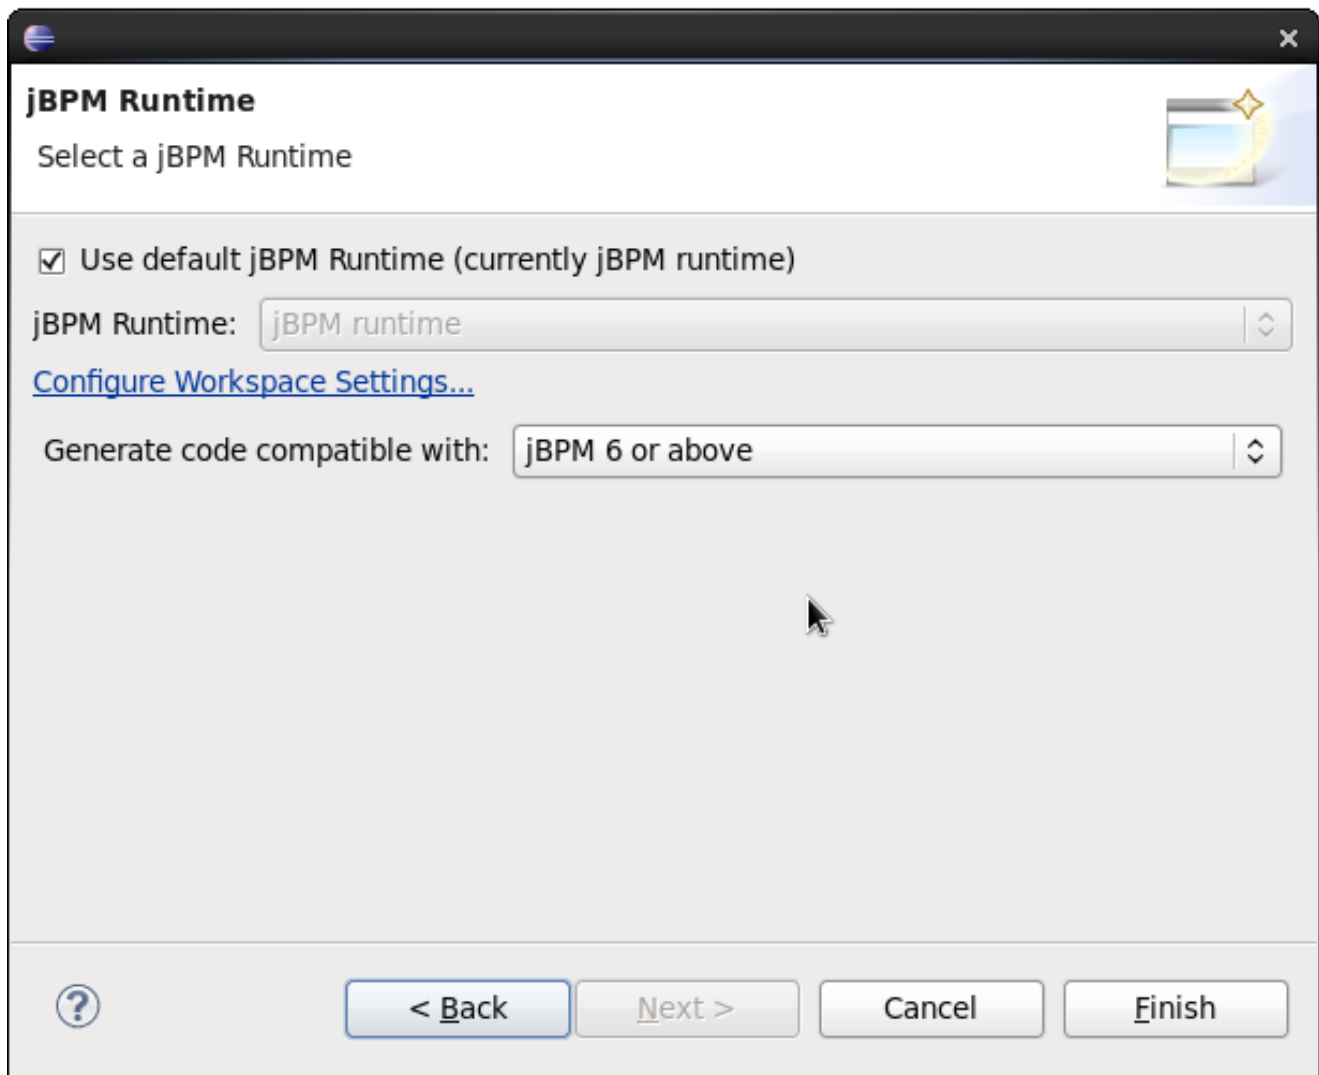 jBPM Runtime
Select a jBPM Runtime
Use default jBPM Runtime (currently jBPM runtime)
jBPM Runtime: jBPM runtime
Configure Workspace Settings...
Generate code compatible with: jBPM 6 or above
? < Back Next > Cancel Finish